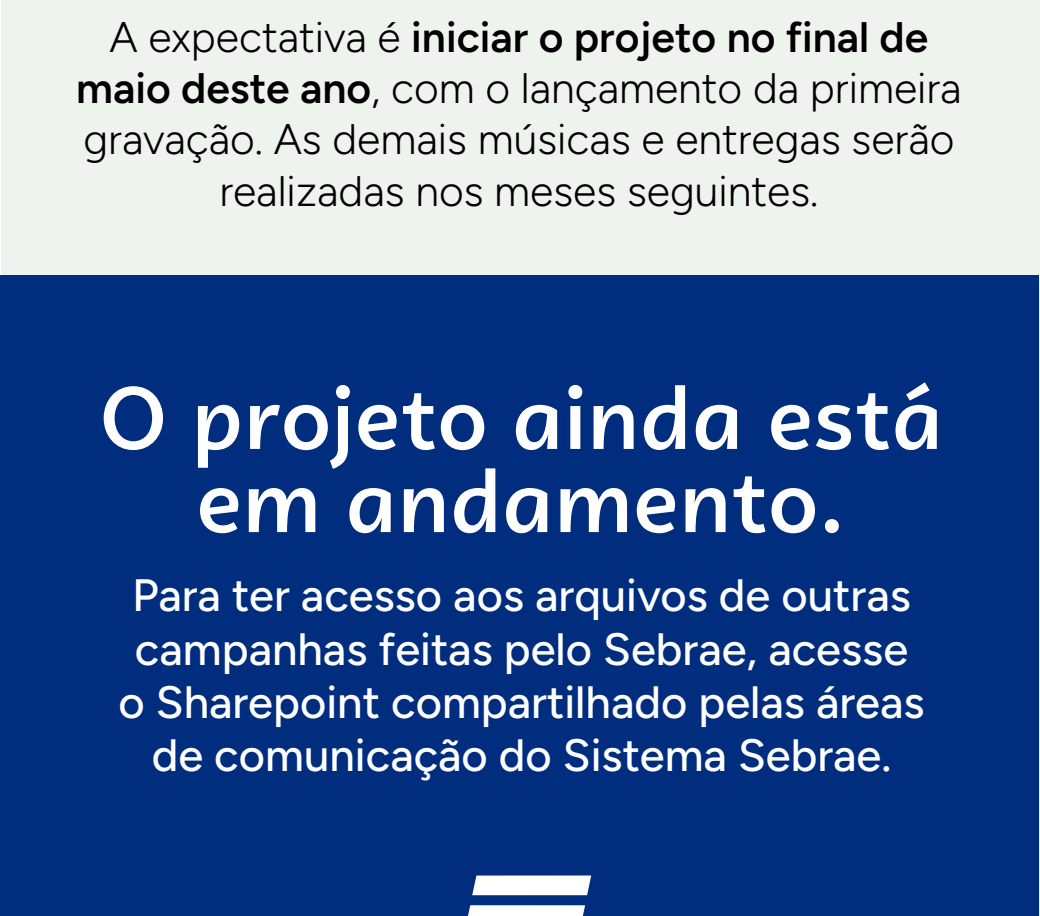 A expectativa é iniciar o projeto no final de
maio deste ano, com o lançamento da primeira
gravação. As demais músicas e entregas serão
realizadas nos meses seguintes.
O projeto ainda está
em andamento.
Para ter acesso aos arquivos de outras
campanhas feitas pelo Sebrae, acesse
o Sharepoint compartilhado pelas áreas
de comunicação do Sistema Sebrae.